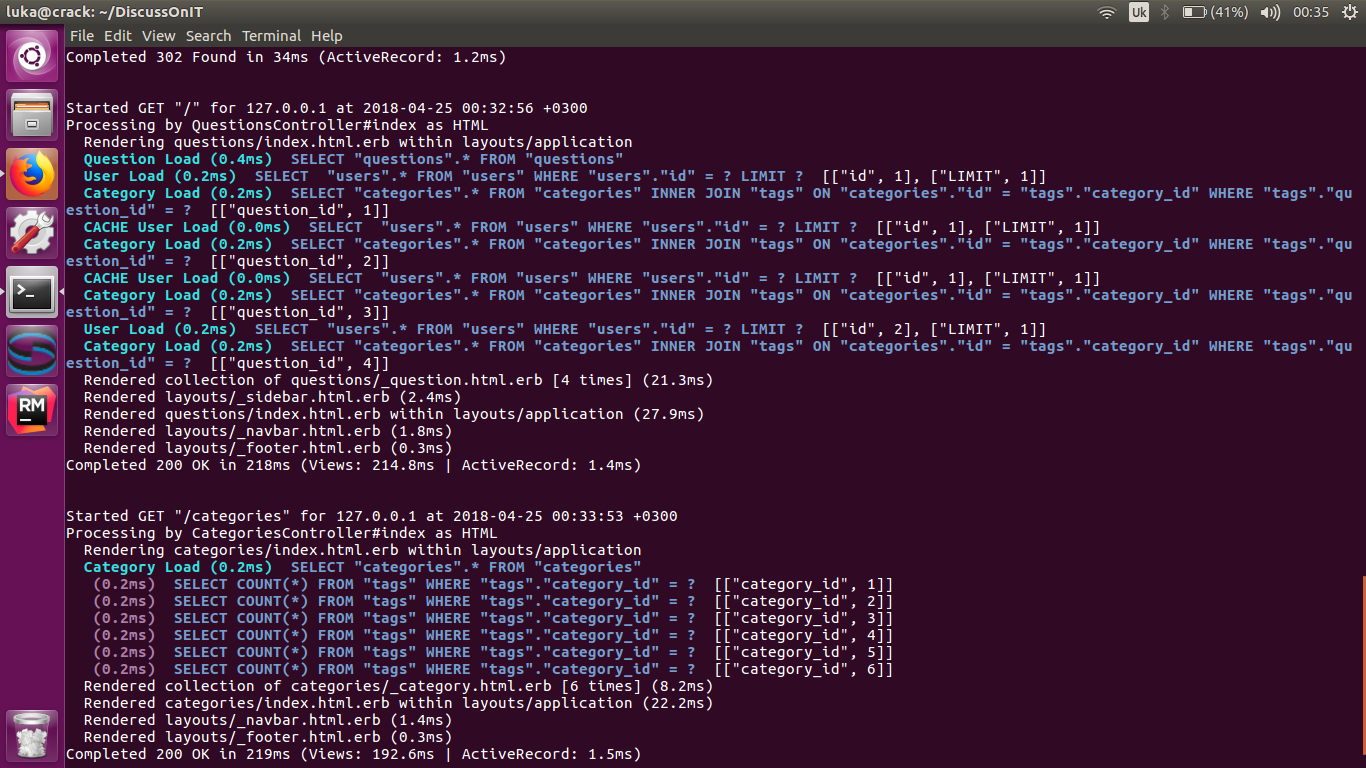 luka@crack: ~/DiscussOnIT
Uk
(41%)
00:35
File Edit View Search Terminal Help
Completed 302 Found in 34ms (ActiveRecord: 1.2ms)
Started GET "/" for 127.0.0.1 at 2018-04-25 00:32:56 +0300
Processing by QuestionsController#index as HTML
Rendering questions/index.html.erb within layouts/application
Question Load (0.4ms) SELECT "questions".* FROM "questions"
User Load (0.2ms) SELECT "users".* FROM "users" WHERE "users"."id" = ? LIMIT ? [["id", 1], ["LIMIT", 1]]
Category Load (0.2ms) SELECT "categories".* FROM "categories" INNER JOIN "tags" ON "categories"."id" = "tags"."category_id" WHERE "tags"."qu
estion_id" = ? [["question_id", 1]]
CACHE User Load (0.0ms) SELECT "users".* FROM "users" WHERE "users"."id" = ? LIMIT ? [["id", 1], ["LIMIT", 1]]
Category Load (0.2ms) SELECT "categories".* FROM "categories" INNER JOIN "tags" ON "categories"."id" = "tags"."category_id" WHERE "tags"."qu
estion_id" = ? [["question_id", 2]]
CACHE User Load (0.0ms) SELECT "users".* FROM "users" WHERE "users"."id" = ? LIMIT ? [["id", 1], ["LIMIT", 1]]
Category Load (0.2ms) SELECT "categories".* FROM "categories" INNER JOIN "tags" ON "categories"."id" = "tags"."category_id" WHERE "tags"."qu
estion_id" = ? [["question_id", 3]]
User Load (0.2ms) SELECT "users".* FROM "users" WHERE "users"."id" = ? LIMIT ? [["id", 2], ["LIMIT", 1]]
Category Load (0.2ms) SELECT "categories".* FROM "categories" INNER JOIN "tags" ON "categories"."id" = "tags"."category_id" WHERE "tags"."qu
estion_id" = ? [["question_id", 4]]
Rendered collection of questions/_question.html.erb [4 times] (21.3ms)
Rendered layouts/_sidebar.html.erb (2.4ms)
Rendered questions/index.html.erb within layouts/application (27.9ms)
RM
Rendered layouts/_navbar.html.erb (1.8ms)
Rendered layouts/_footer.html.erb (0.3ms)
Completed 200 OK in 218ms (Views: 214.8ms | ActiveRecord: 1.4ms)
Started GET "/categories" for 127.0.0.1 at 2018-04-25 00:33:53 +0300
Processing by CategoriesController#index as HTML
Rendering categories/index.html.erb within layouts/application
Category Load (0.2ms) SELECT "categories".* FROM "categories"
(0.2ms) SELECT COUNT(*) FROM "tags" WHERE "tags"."category_id" = ? [["category_id", 1]]
(0.2ms) SELECT COUNT(*) FROM "tags" WHERE "tags"."category_id" = ? [["category_id", 2]]
(0.2ms) SELECT COUNT(*) FROM "tags" WHERE "tags"."category_id" = ? [["category_id", 3]]
(0.2ms) SELECT COUNT(*) FROM "tags" WHERE "tags"."category_id" = ? [["category_id", 4]]
(0.2ms) SELECT COUNT(*) FROM "tags" WHERE "tags"."category_id" = ? [["category_id", 5]]
(0.2ms) SELECT COUNT(*) FROM "tags" WHERE "tags"."category_id" = ? [["category_id", 6]]
Rendered collection of categories/_category.html.erb [6 times] (8.2ms)
Rendered categories/index.html.erb within layouts/application (22.2ms)
Rendered layouts/_navbar.html.erb (1.4ms)
Rendered layouts/_footer.html.erb (0.3ms)
Completed 200 OK in 219ms (Views: 192.6ms | ActiveRecord: 1.5ms)